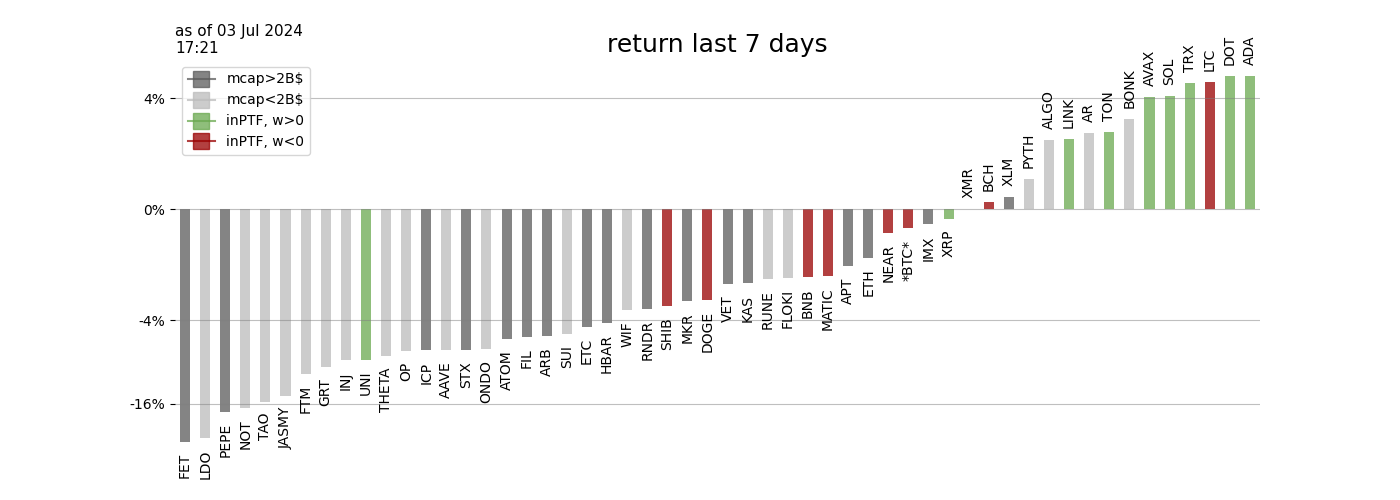 as of 03 Jul 2024
17:21
return last 7 days
mcap>2B$
mcap<2B$
inPTF, w>0
inPTF, w<0
4%
0%
-4%
-16%
FET
LDO
PEPE
NOT
TAO
JASMY
FTM
GRT
INJ
UNI
THETA
OP
ICP
AAVE
STX
ONDO
ATOM
FIL
ARB
SUI
ETC
HBAR
WIF
RNDR
SHIB
MKR
DOGE
VET
KAS
RUNE
FLOKI
BNB
MATIC
APT
ETH
NEAR
*BTC*
IMX
XRP
XMR
BCH
XLM
PYTH
ALGO
LINK
AR
TON
BONK
AVAX
SOL
TRX
LTC
DOT
ADA